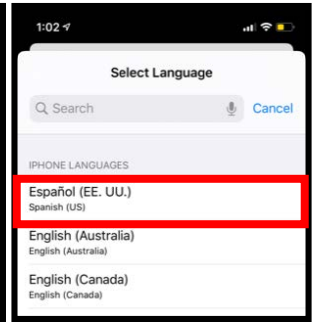 1:02
Select Language
Search
Cancel
IPHONE LANGUAGES
Español (EE. UU.)
Spanish (US)
English (Australia)
English (Australia)
English (Canada)
English (Canada)